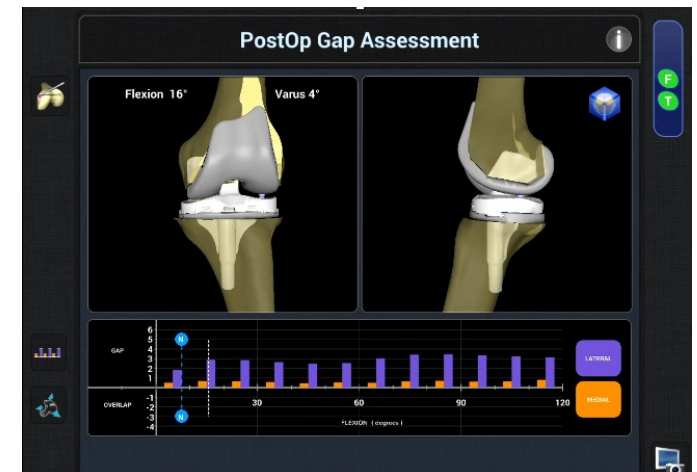 PostOp Gap Assessment
i
F
T
Flexion 16° Varus 4°
6
5
4
3
2
1
GAP
N
LATERAL
MEDIAL
30 60 90 120
OVERLAP
-1
-2
-3
-4
N
FLEXION ( degrees )